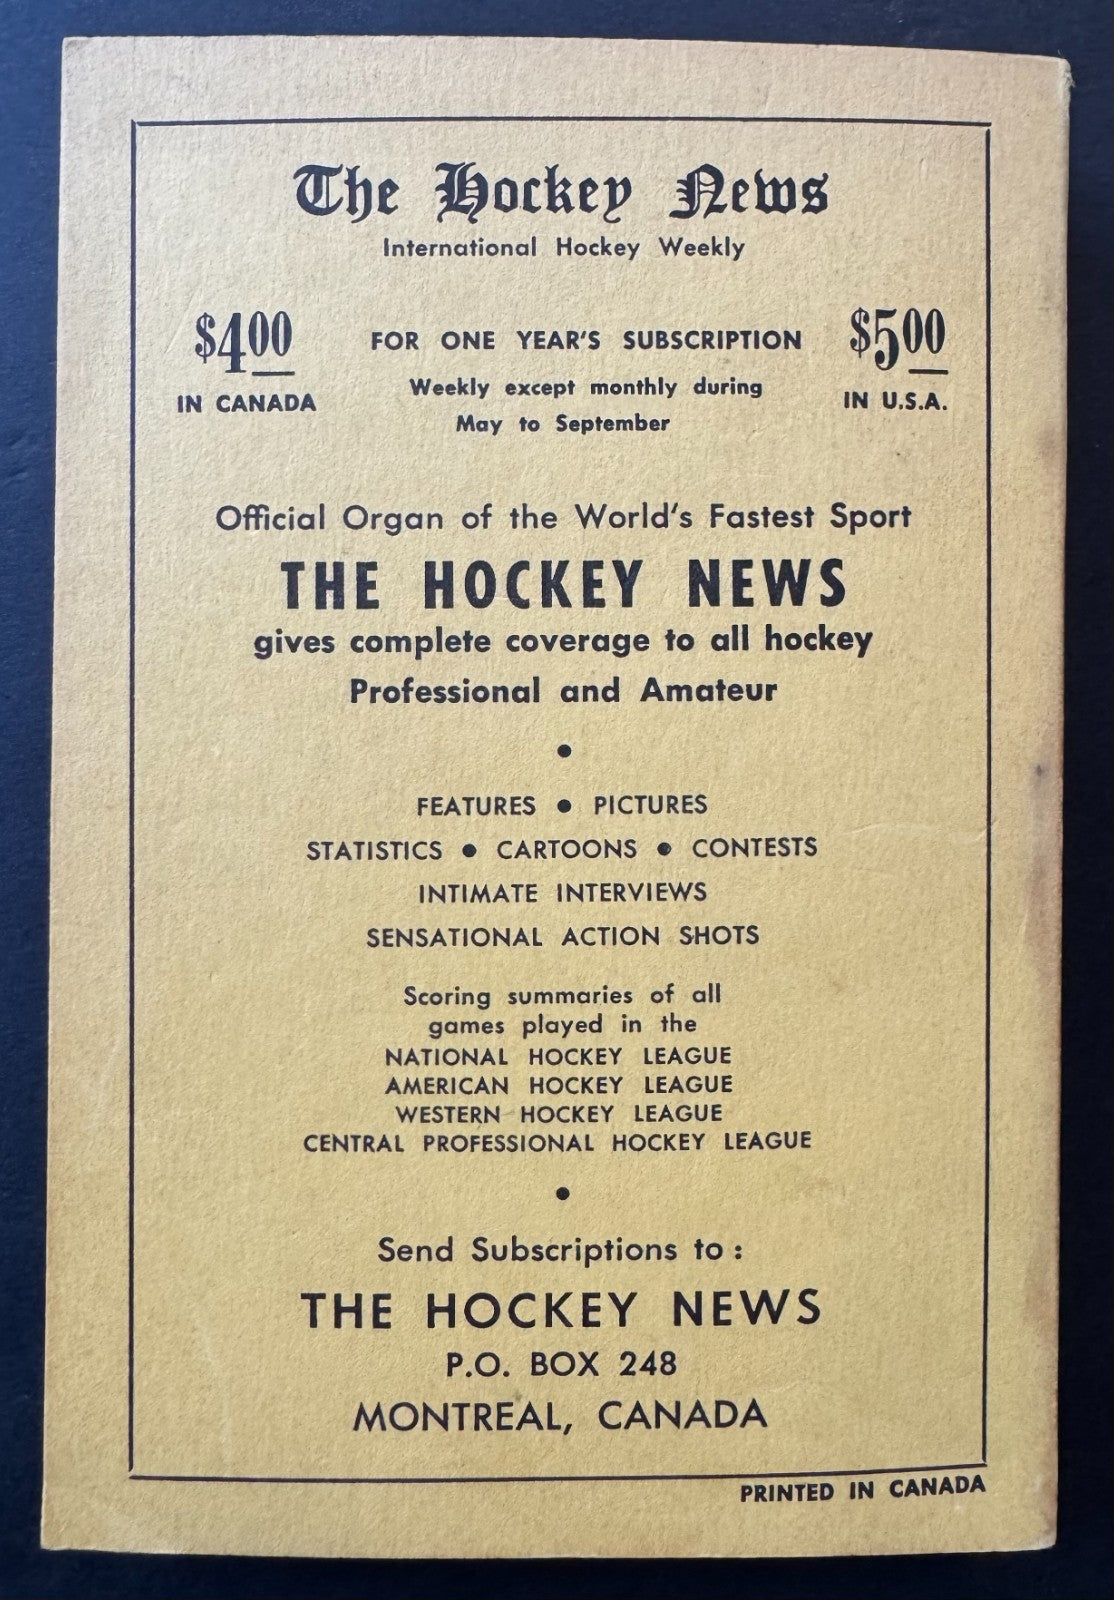 The Hockey News
International Hockey Weekly
$4.00 FOR ONE YEAR'S SUBSCRIPTION $5.00
IN CANADA Weekly except monthly during IN U.S.A.
May to September
Official Organ of the World's Fastest Sport
THE HOCKEY NEWS
gives complete coverage to all hockey
Professional and Amateur
•
FEATURES • PICTURES
STATISTICS • CARTOONS • CONTESTS
INTIMATE INTERVIEWS
SENSATIONAL ACTION SHOTS
Scoring summaries of all
games played in the
NATIONAL HOCKEY LEAGUE
AMERICAN HOCKEY LEAGUE
WESTERN HOCKEY LEAGUE
CENTRAL PROFESSIONAL HOCKEY LEAGUE
•
Send Subscriptions to :
THE HOCKEY NEWS
P.O. BOX 248
MONTREAL, CANADA
PRINTED IN CANADA